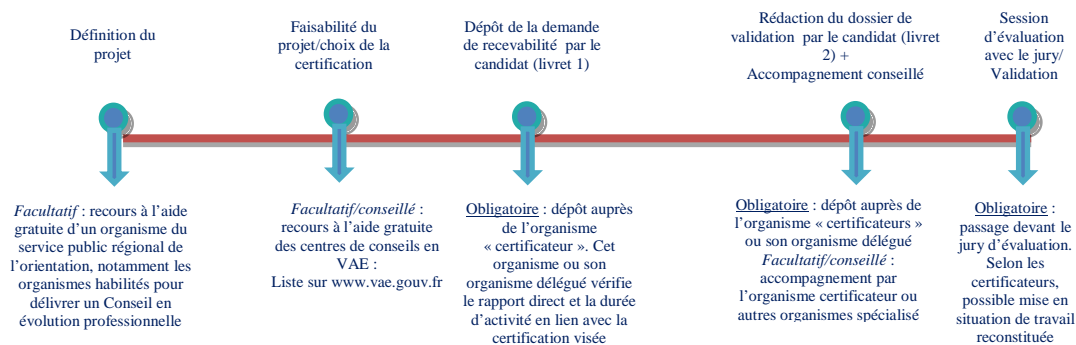 Définition du
projet
Faisabilité du
projet/choix de la
certification
Dépôt de la demande
de recevabilité par le
candidat (livret 1)
Rédaction du dossier de
validation par le candidat (livret
2) +
Accompagnement conseillé
Session
d’évaluation
avec le jury/
Validation
Facultatif : recours à l’aide
gratuite d’un organisme du
service public régional de
l’orientation, notamment les
organismes habilités pour
délivrer un Conseil en
évolution professionnelle
Facultatif/conseillé :
recours à l’aide gratuite
des centres de conseils en
VAE :
Liste sur www.vae.gouv.fr
Obligatoire : dépôt auprès
de l’organisme
« certificateur ». Cet
organisme ou son
organisme délégué vérifie
le rapport direct et la durée
d’activité en lien avec la
certification visée
Obligatoire : dépôt auprès de
l’organisme « certificateurs »
ou son organisme délégué
Facultatif/conseillé :
accompagnement par
l’organisme certificateur ou
autres organismes spécialisé
Obligatoire :
passage devant le
jury d’évaluation.
Selon les
certificateurs,
possible mise en
situation de travail
reconstituée